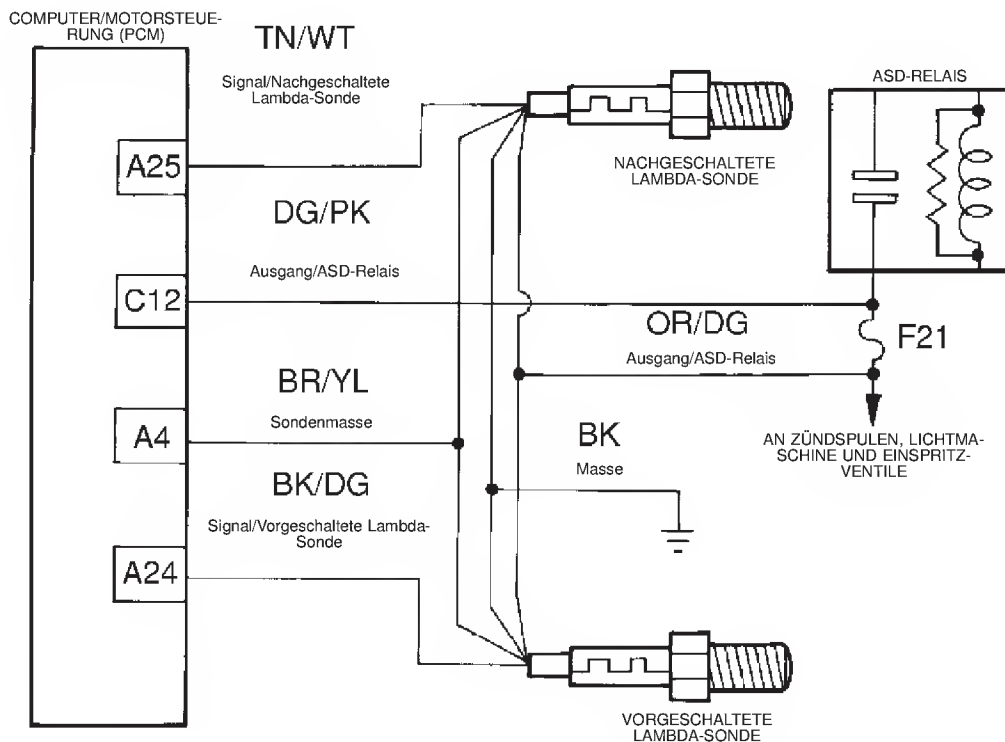 COMPUTER/MOTORSTEUE-
RUNG (PCM)
TN/WT
Signal/Nachgeschaltete
Lambda-Sonde
ASD-RELAIS
A25
NACHGESCHALTETE
LAMBDA-SONDE
DG/PK
Ausgang/ASD-Relais
C12
OR/DG
F21
Ausgang/ASD-Relais
BR/YL
Sondenmasse
A4
BK
Masse
AN ZÜNDSPULEN, LICHTMA-
SCHINE UND EINSPRITZ-
VENTILE
BK/DG
Signal/Vorgeschaltete Lambda-
Sonde
A24
VORGESCHALTETE
LAMBDA-SONDE